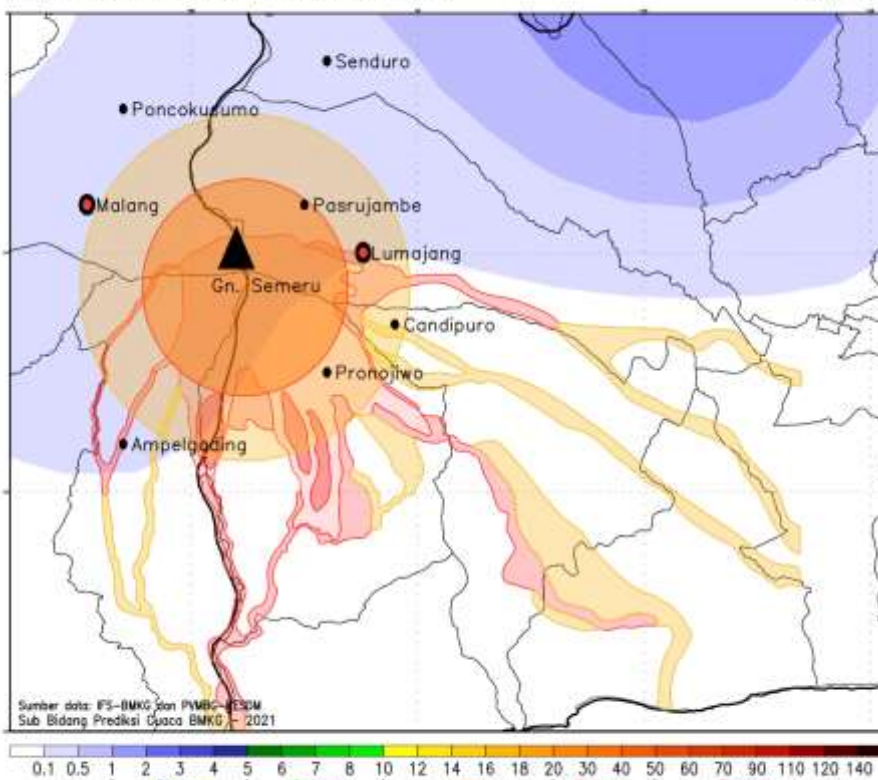 Senduro
Poncokusumo
Malang
Pasrujambe
Lumajang
Gn. Semeru
Candipuro
Pronojiwo
Ampelgading
Sumber data: IFS-BMKG dan PVMBG-KESDM
Sub Bidang Prediksi Cuaca BMKG - 2021
0.1 0.5 1 2 3 4 5 6 7 8 10 12 14 16 18 20 30 40 50 60 70 90 110 120 140